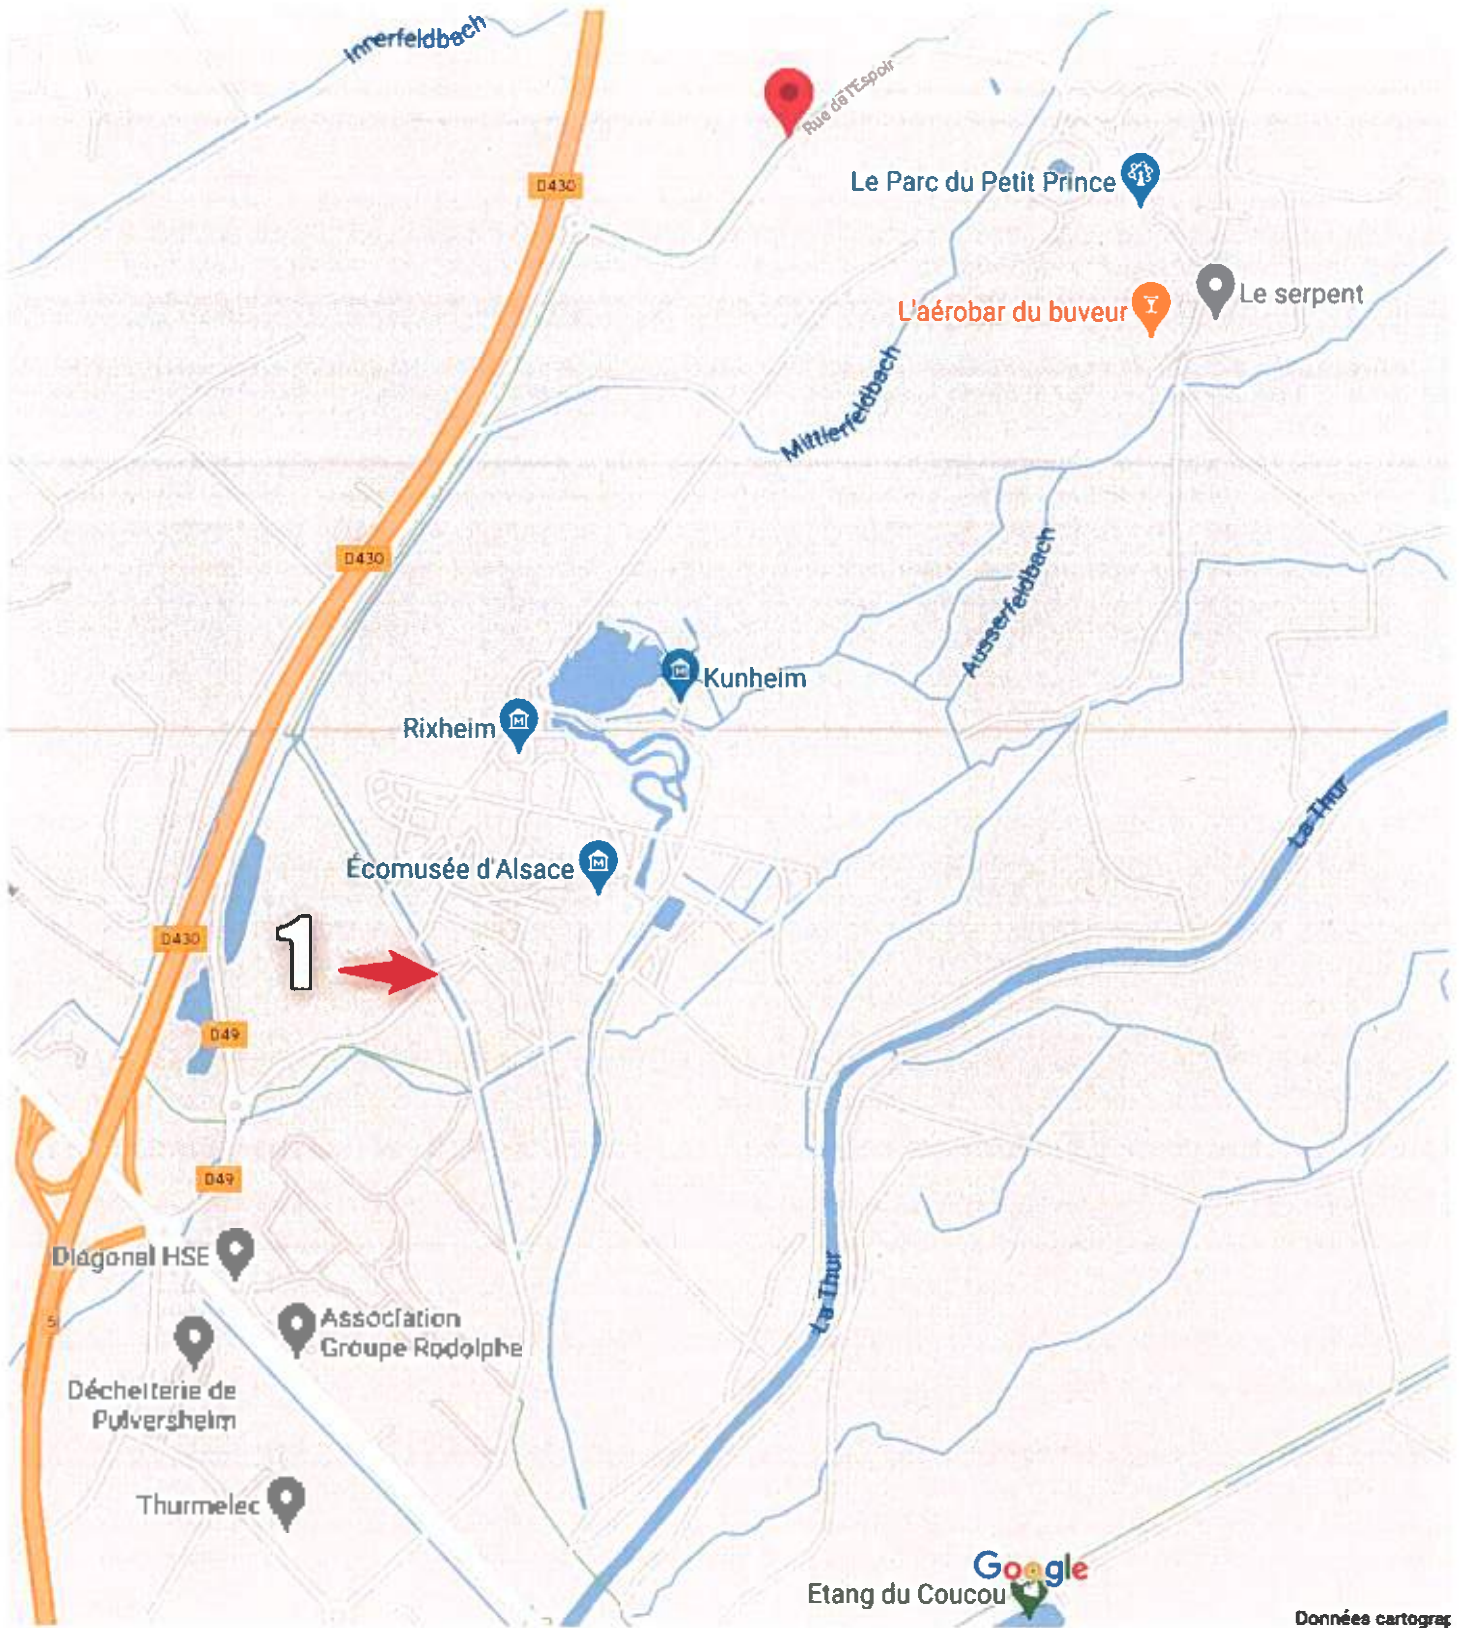 Innerfeldbach
Rue de l'Espoir
D430
Le Parc du Petit Prince
Le serpent
L'aérobar du buveur
Mittlerfeldbach
D430
Ausserfeldbach
Kunheim
Rixheim
La Thur
Écomusée d'Alsace
D430
1
D49
D49
Diagonal HSE
La Thur
5
Association
Groupe Rodolphe
Déchetterie de
Pulversheim
Thurmelec
Google
Etang du Coucou
Données cartograp